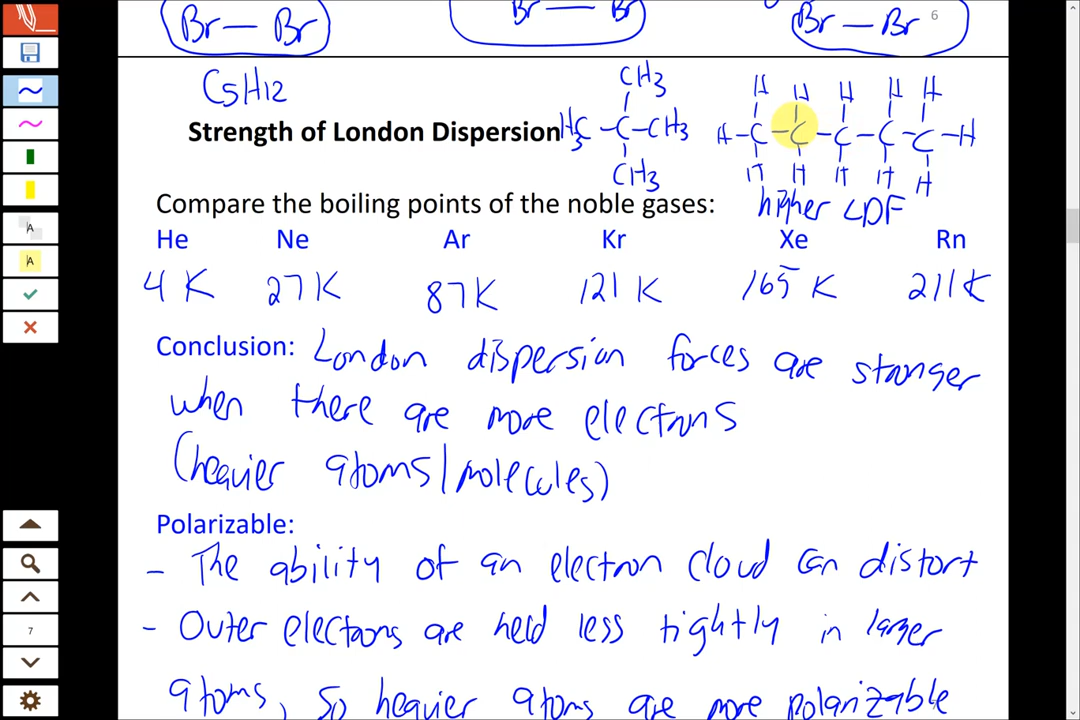 Br — Br Br — Br Br — Br
6
C5H12
CH3
H3C – C – CH3
CH3
H H H H H
H – C – C – C – C – C – H
H H H H H
Strength of London Dispersion
Compare the boiling points of the noble gases: higher LDF
He Ne Ar Kr Xe Rn
4 K 27 K 87 K 121 K 165 K 211 K
Conclusion: London dispersion forces are stronger
when there are more electrons
(heavier atoms/molecules)
Polarizable:
– The ability of an electron cloud can distort
– Outer electrons are held less tightly in larger
atoms, so heavier atoms are more polarizable
A
A
7